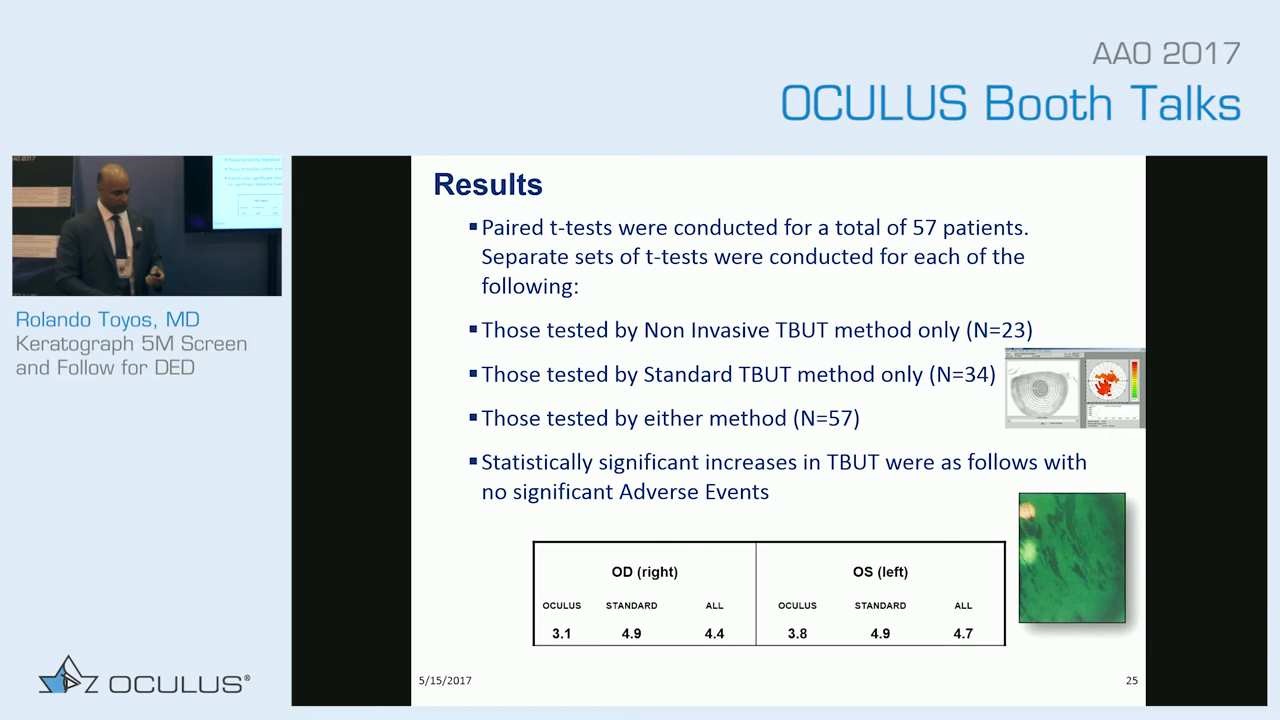 AAO 2017
OCULUS Booth Talks
Rolando Toyos, MD
Keratograph 5M Screen
and Follow for DED
OCULUS®
Results
Paired t-tests were conducted for a total of 57 patients.
Separate sets of t-tests were conducted for each of the
following:
Those tested by Non Invasive TBUT method only (N=23)
Those tested by Standard TBUT method only (N=34)
Those tested by either method (N=57)
Statistically significant increases in TBUT were as follows with
no significant Adverse Events
OD (right) OS (left)
OCULUS STANDARD ALL OCULUS STANDARD ALL
3.1 4.9 4.4 3.8 4.9 4.7
5/15/2017 25